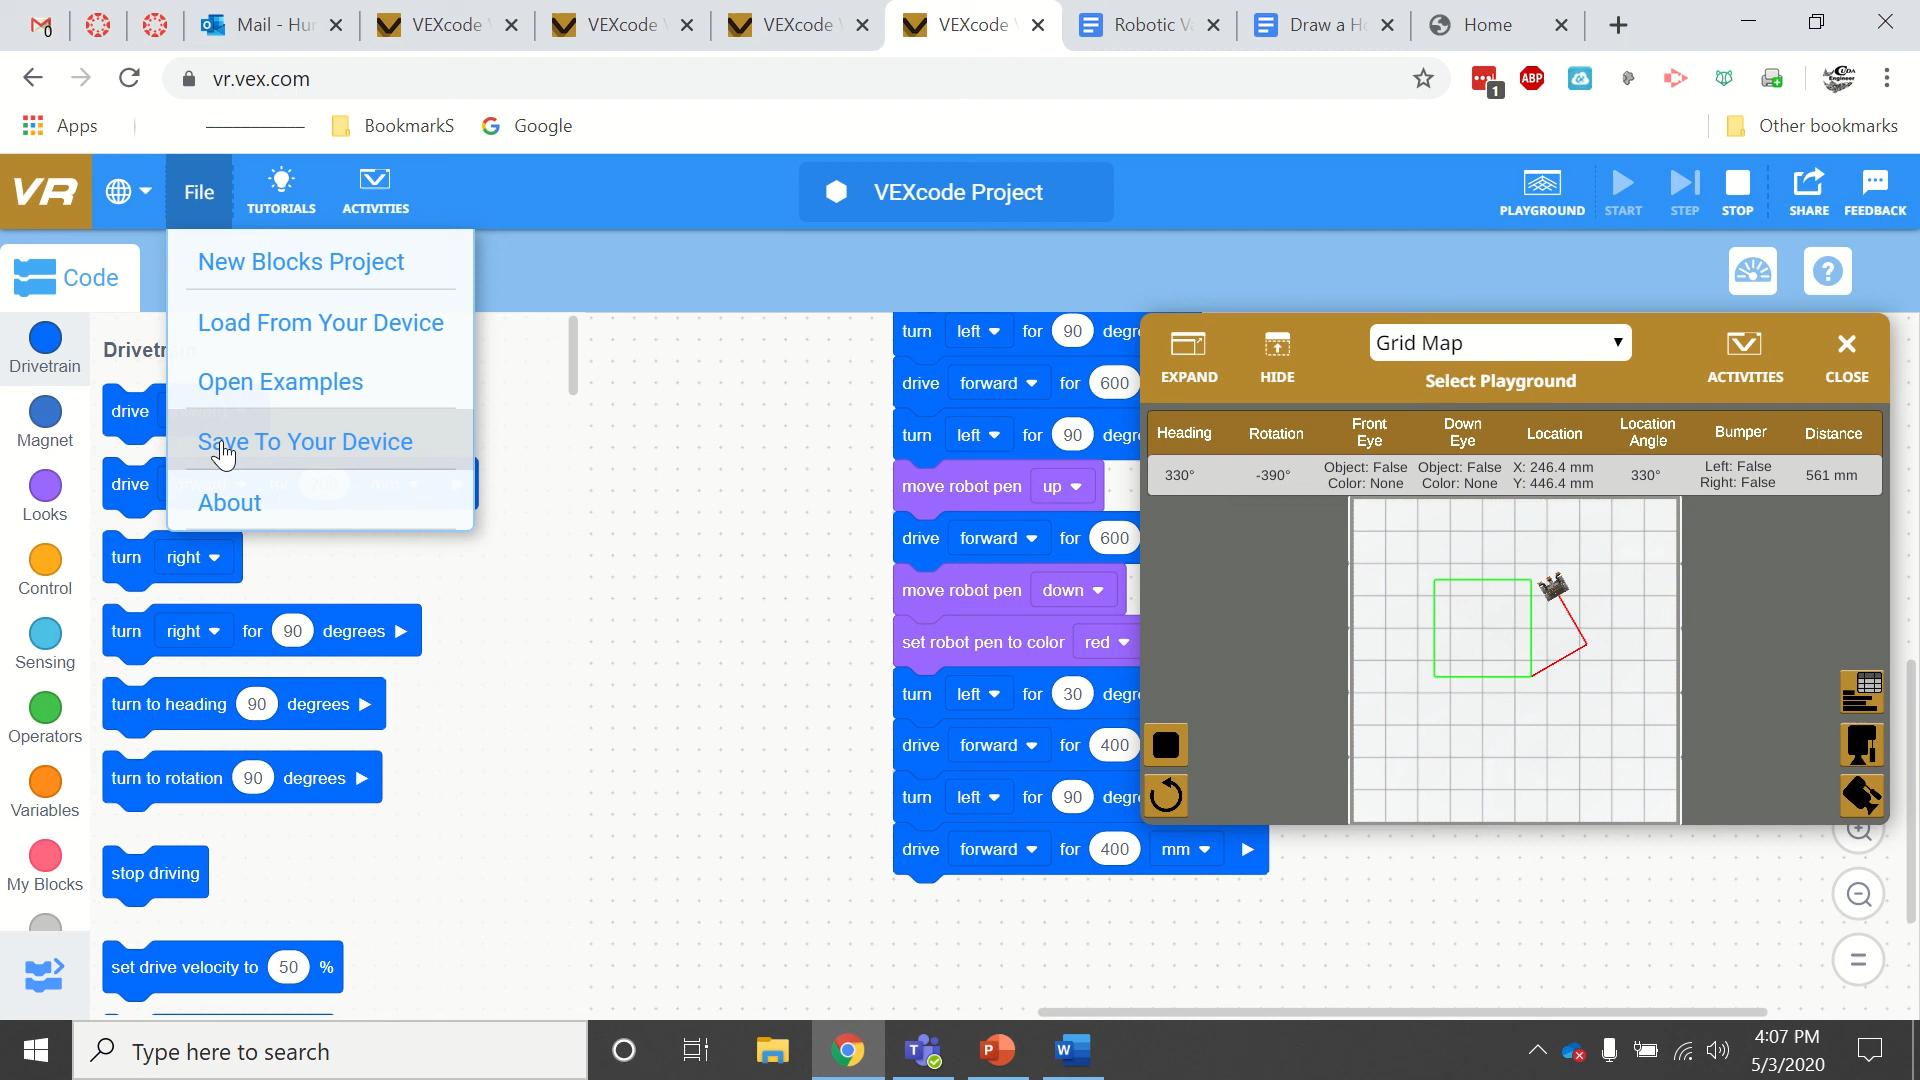 Mail - Hur
VEXcode
VEXcode
VEXcode
VEXcode
Robotic Va
Draw a Ho
Home
vr.vex.com
1
ABP
Apps
BookmarkS
Google
Other bookmarks
VR
File
TUTORIALS
ACTIVITIES
VEXcode Project
PLAYGROUND
START
STEP
STOP
SHARE
FEEDBACK
Code
New Blocks Project
Load From Your Device
Open Examples
Save To Your Device
About
Drivetrain
Magnet
Looks
Control
Sensing
Operators
Variables
My Blocks
Drivetrain
drive
drive
turn right
turn right for 90 degrees
turn to heading 90 degrees
turn to rotation 90 degrees
stop driving
set drive velocity to 50 %
turn left for 90 degre
drive forward for 600
turn left for 90 degre
move robot pen up
drive forward for 600
move robot pen down
set robot pen to color red
turn left for 30 degre
drive forward for 400
turn left for 90 degre
drive forward for 400 mm
EXPAND
HIDE
Grid Map
Select Playground
ACTIVITIES
CLOSE
Heading Rotation Front Eye Down Eye Location Location Angle Bumper Distance
330° -390° Object: False Object: False X: 246.4 mm 330° Left: False 561 mm
Color: None Color: None Y: 446.4 mm Right: False
Type here to search
4:07 PM
5/3/2020